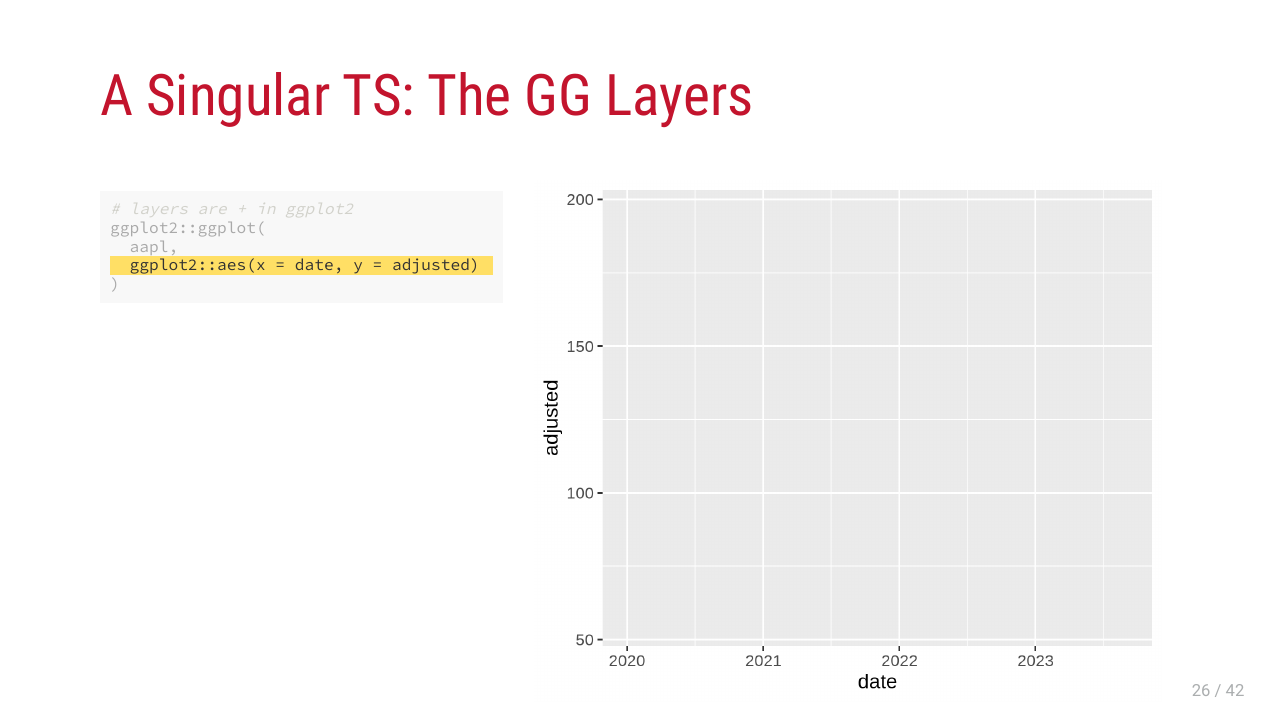 A Singular TS: The GG Layers
# layers are + in ggplot2
ggplot2::ggplot(
  aapl,
  ggplot2::aes(x = date, y = adjusted)
)
200
150
100
50
adjusted
2020 2021 2022 2023
date
26 / 42